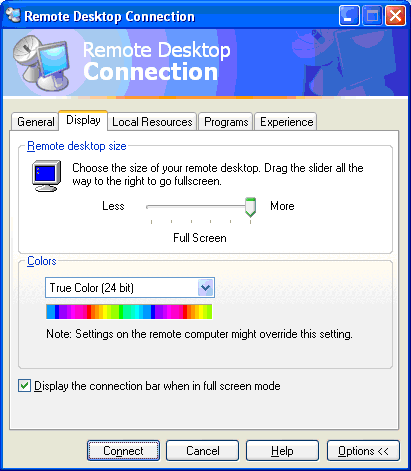 Remote Desktop Connection
Remote Desktop
Connection
General Display Local Resources Programs Experience
Remote desktop size
Choose the size of your remote desktop. Drag the slider all the
way to the right to go fullscreen.
Less More
Full Screen
Colors
True Color (24 bit)
Note: Settings on the remote computer might override this setting.
Display the connection bar when in full screen mode
Connect Cancel Help Options <<